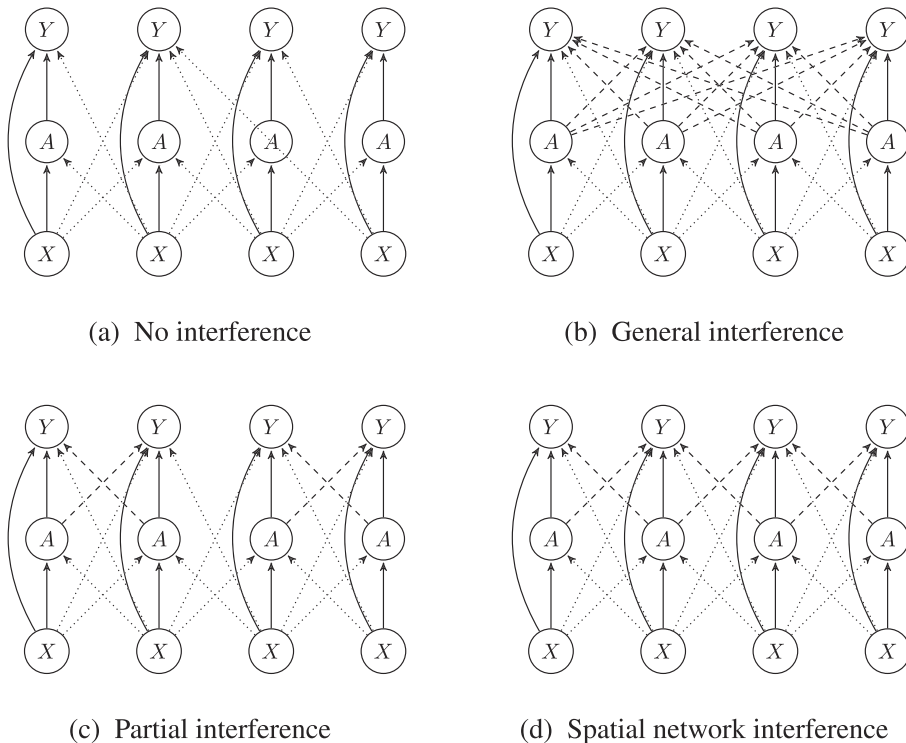 Y Y Y Y Y Y Y Y
A A A A A A A A
X X X X X X X X
(a) No interference (b) General interference
Y Y Y Y Y Y Y Y
A A A A A A A A
X X X X X X X X
(c) Partial interference (d) Spatial network interference